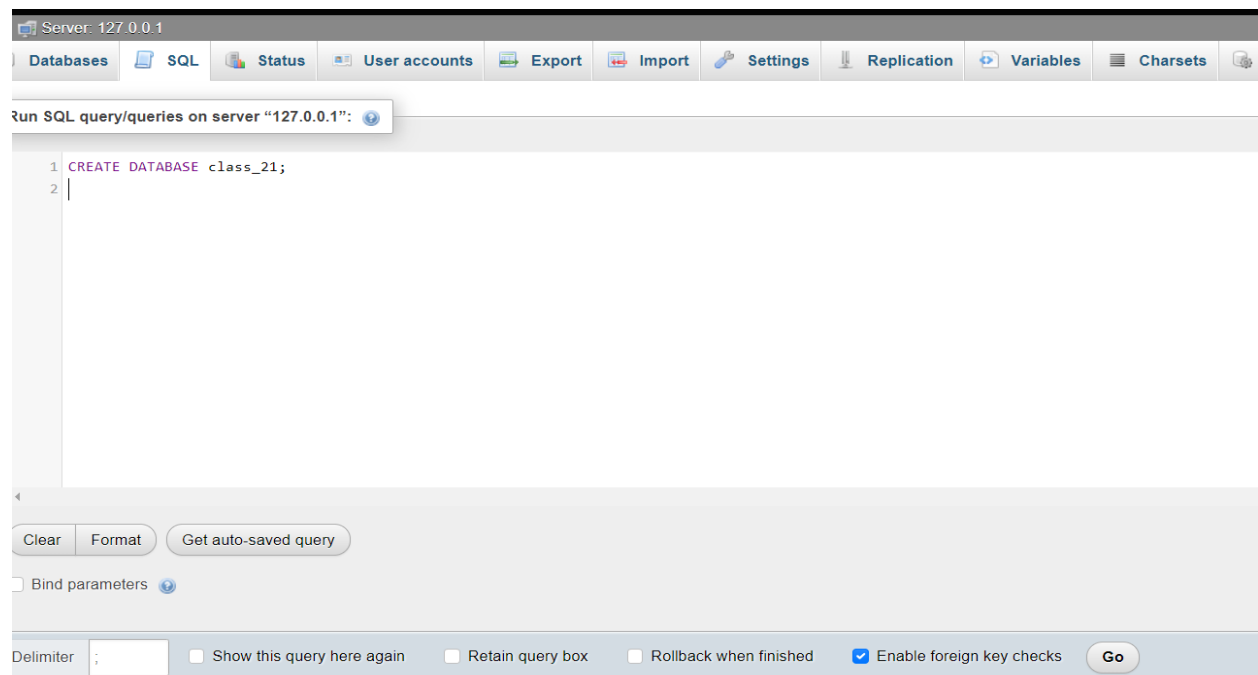 Server: 127.0.0.1
Databases SQL Status User accounts Export Import Settings Replication Variables Charsets
Run SQL query/queries on server “127.0.0.1”:
1 CREATE DATABASE class_21;
2
Clear Format Get auto-saved query
Bind parameters
Delimiter ; Show this query here again Retain query box Rollback when finished Enable foreign key checks Go